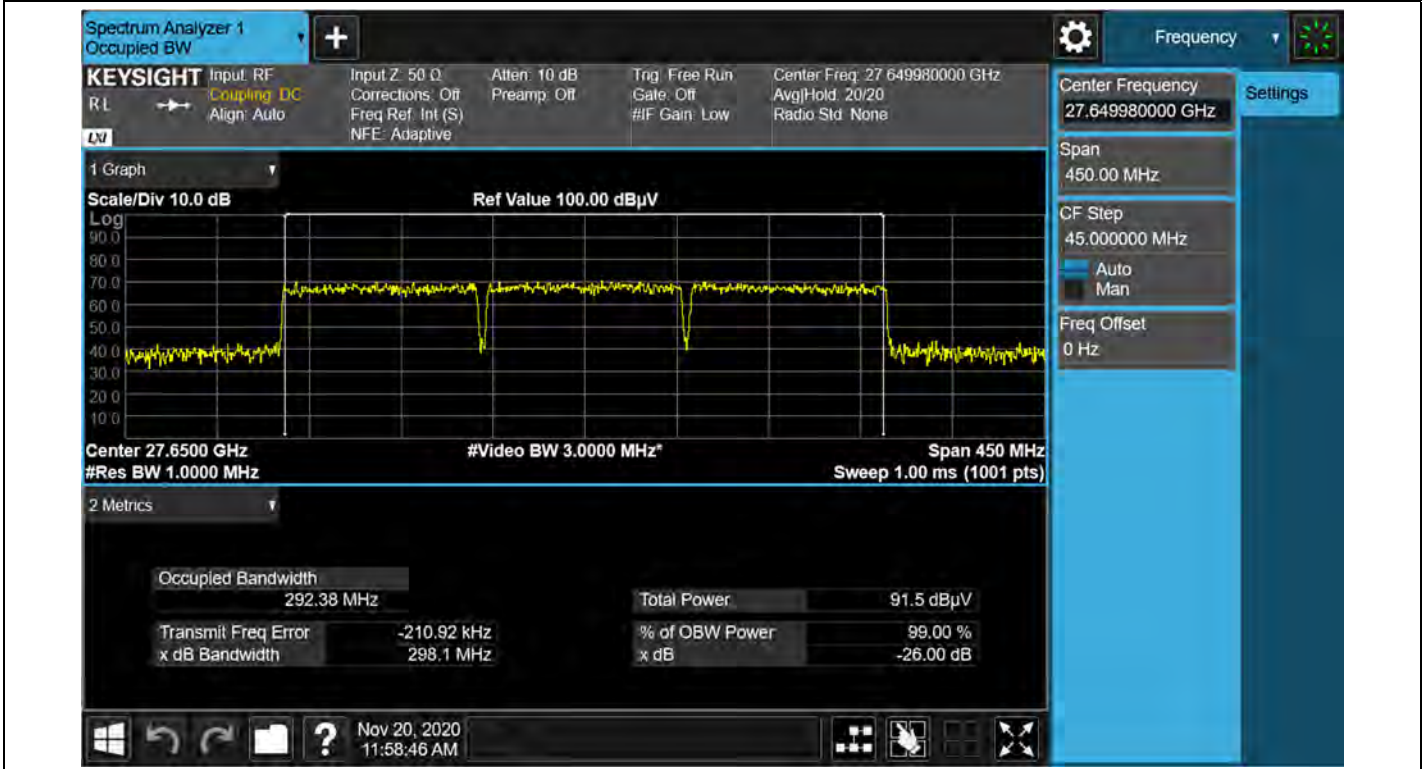 Spectrum Analyzer 1
Occupied BW
+
Frequency
KEYSIGHT
RL
LXI
Input: RF
Coupling: DC
Align: Auto
Input Z: 50 Ω
Corrections: Off
Freq Ref: Int (S)
NFE: Adaptive
Atten: 10 dB
Preamp: Off
Trig: Free Run
Gate: Off
#IF Gain: Low
Center Freq: 27.649980000 GHz
Avg|Hold: 20/20
Radio Std: None
Center Frequency
27.649980000 GHz
Settings
Span
450.00 MHz
CF Step
45.000000 MHz
Auto
Man
Freq Offset
0 Hz
1 Graph
Scale/Div 10.0 dB
Ref Value 100.00 dBµV
Log
90.0
80.0
70.0
60.0
50.0
40.0
30.0
20.0
10.0
Center 27.6500 GHz
#Video BW 3.0000 MHz*
Span 450 MHz
#Res BW 1.0000 MHz
Sweep 1.00 ms (1001 pts)
2 Metrics
Occupied Bandwidth
292.38 MHz
Total Power 91.5 dBµV
Transmit Freq Error -210.92 kHz
% of OBW Power 99.00 %
x dB Bandwidth 298.1 MHz
x dB -26.00 dB
?
Nov 20, 2020
11:58:46 AM